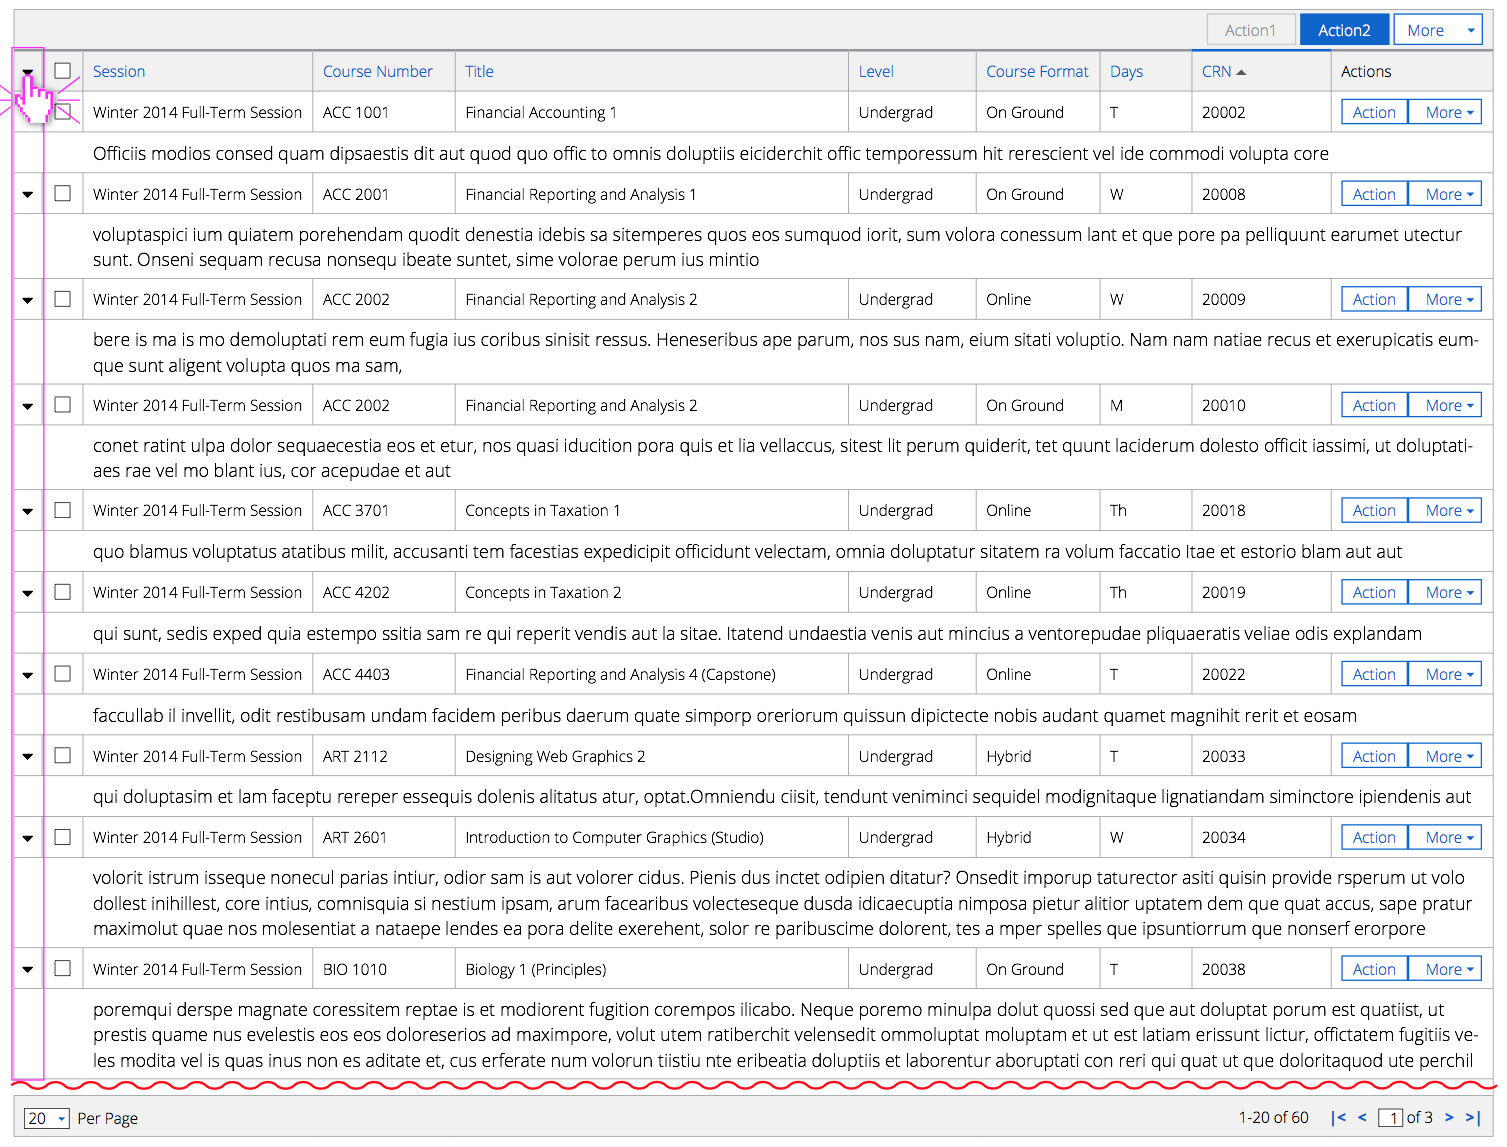 Action1 Action2 More
Session Course Number Title Level Course Format Days CRN Actions
Winter 2014 Full-Term Session ACC 1001 Financial Accounting 1 Undergrad On Ground T 20002 Action More
Officiis modios consed quam dipsaestis dit aut quod quo offic to omnis doluptiis eiciderchit offic temporessum hit rerescient vel ide commodi volupta core
Winter 2014 Full-Term Session ACC 2001 Financial Reporting and Analysis 1 Undergrad On Ground W 20008 Action More
voluptaspici ium quiatem porehendam quodit denestia idebis sa sitemperes quos eos sumquod iorit, sum volora conessum lant et que pore pa pelliquunt earumet utectur
sunt. Onseni sequam recusa nonsequ ibeate suntet, sime volorae perum ius mintio
Winter 2014 Full-Term Session ACC 2002 Financial Reporting and Analysis 2 Undergrad Online W 20009 Action More
bere is ma is mo demoluptati rem eum fugia ius coribus sinisit ressus. Heneseribus ape parum, nos sus nam, eium sitati voluptio. Nam nam natiae recus et exerupicatis eum-
que sunt aligent volupta quos ma sam,
Winter 2014 Full-Term Session ACC 2002 Financial Reporting and Analysis 2 Undergrad On Ground M 20010 Action More
conet ratint ulpa dolor sequaecestia eos et etur, nos quasi iducition pora quis et lia vellaccus, sitest lit perum quiderit, tet quunt laciderum dolesto officit iassimi, ut doluptati-
aes rae vel mo blant ius, cor acepudae et aut
Winter 2014 Full-Term Session ACC 3701 Concepts in Taxation 1 Undergrad Online Th 20018 Action More
quo blamus voluptatus atatibus milit, accusanti tem facestias expedicipit officidunt velectam, omnia doluptatur sitatem ra volum faccatio Itae et estorio blam aut aut
Winter 2014 Full-Term Session ACC 4202 Concepts in Taxation 2 Undergrad Online Th 20019 Action More
qui sunt, sedis exped quia estempo ssitia sam re qui reperit vendis aut la sitae. Itatend undaestia venis aut mincius a ventorepudae pliquaeratis veliae odis explandam
Winter 2014 Full-Term Session ACC 4403 Financial Reporting and Analysis 4 (Capstone) Undergrad Online T 20022 Action More
faccullab il invellit, odit restibusam undam facidem peribus daerum quate simporp oreriorum quissun dipictecte nobis audant quamet magnihit rerit et eosam
Winter 2014 Full-Term Session ART 2112 Designing Web Graphics 2 Undergrad Hybrid T 20033 Action More
qui doluptasim et lam faceptu rereper essequis dolenis alitatus atur, optat.Omniendu ciisit, tendunt veniminci sequidel modignitaque lignatiandam siminctore ipiendenis aut
Winter 2014 Full-Term Session ART 2601 Introduction to Computer Graphics (Studio) Undergrad Hybrid W 20034 Action More
volorit istrum isseque nonecul parias intiur, odior sam is aut volorer cidus. Pienis dus inctet odipien ditatur? Onsedit imporup taturector asiti quisin provide rsperum ut volo
dollest inihillest, core intius, comnisquia si nestium ipsam, arum facearibus volecteseque dusda idicaecuptia nimposa pietur alitior uptatem dem que quat accus, sape pratur
maximolut quae nos molesentiat a nataepe lendes ea pora delite exerehent, solor re paribuscime dolorent, tes a mper spelles que ipsuntiorrum que nonserf erorpore
Winter 2014 Full-Term Session BIO 1010 Biology 1 (Principles) Undergrad On Ground T 20038 Action More
poremqui derspe magnate coressitem reptae is et modiorent fugition corempos ilicabo. Neque poremo minulpa dolut quossi sed que aut doluptat porum est quatiist, ut
prestis quame nus evelestis eos eos doloreserios ad maximpore, volut utem ratiberchit velensedit ommoluptat moluptam et ut est latiam erissunt lictur, offictatem fugitiis ve-
les modita vel is quas inus non es aditate et, cus erferate num volorun tiistiu nte eribeatia doluptiis et laborentur aboruptati con reri qui quat ut que doloritaquod ute perchil
20 Per Page 1-20 of 60 |< < 1 of 3 > >|